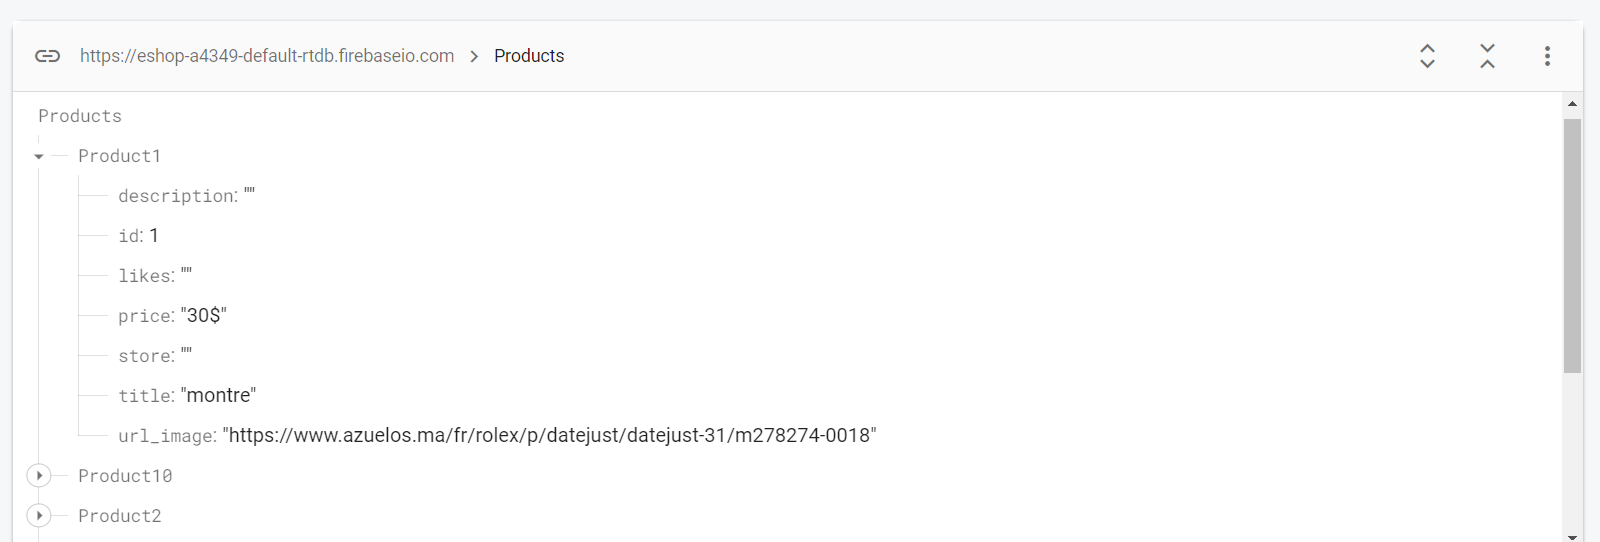 https://eshop-a4349-default-rtdb.firebaseio.com > Products
Products
Product1
description: ""
id: 1
likes: ""
price: "30$"
store: ""
title: "montre"
url_image: "https://www.azuelos.ma/fr/rolex/p/datejust/datejust-31/m278274-0018"
Product10
Product2